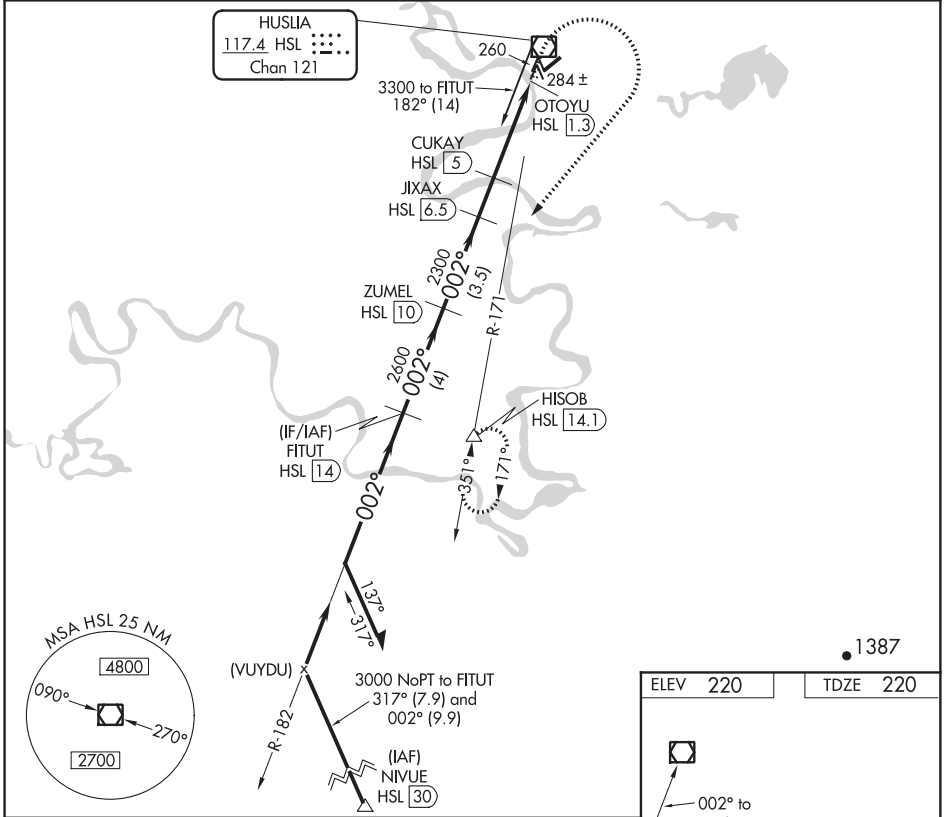 HUSLIA
117.4 HSL
Chan 121
260
284 ±
3300 to FITUT
182° (14)
OTOYU
HSL 1.3
CUKAY
HSL 5
JIXAX
HSL 6.5
2300
002°
(3.5)
R-171
ZUMEL
HSL 10
2600
002°
(4)
HISOB
HSL 14.1
(IF/IAF)
FITUT
HSL 14
351°
171°
002°
137°
317°
MSA HSL 25 NM
4800
090°
270°
2700
(VUYDU)
3000 NoPT to FITUT
317° (7.9) and
002° (9.9)
R-182
(IAF)
NIVUE
HSL 30
1387
ELEV 220
TDZE 220
002° to